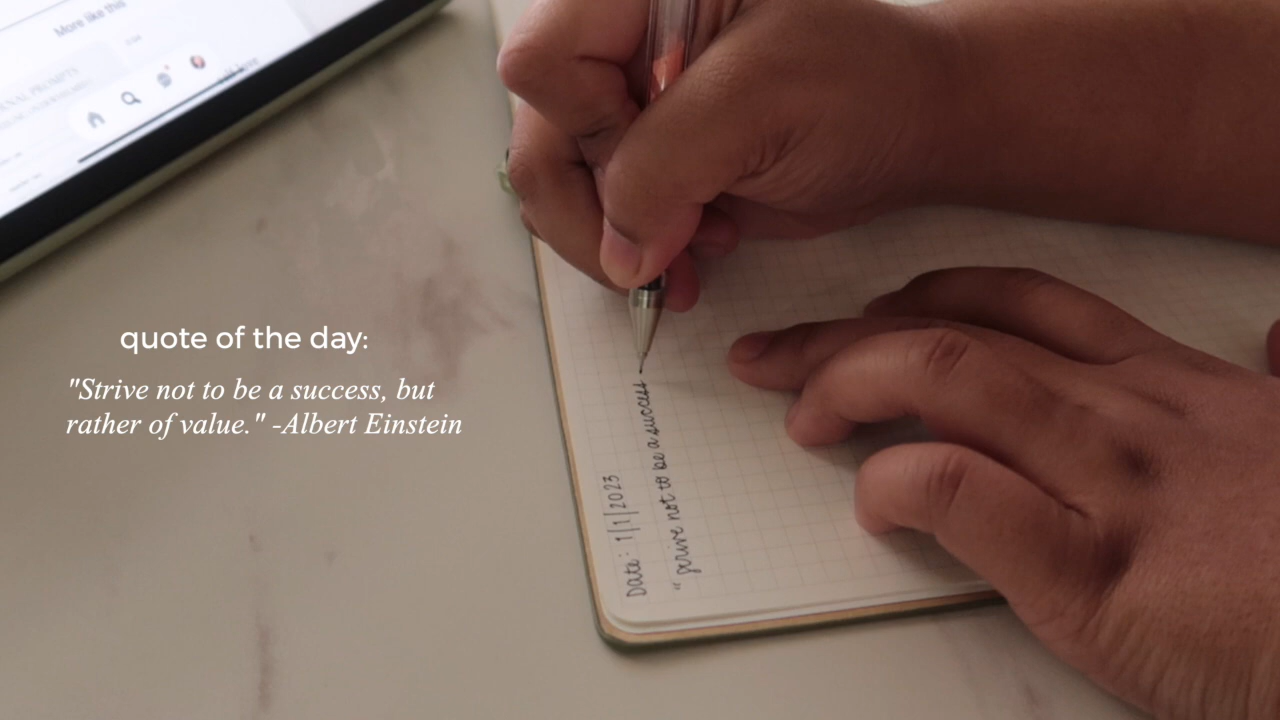 More like this
quote of the day:
"Strive not to be a success, but
rather of value." -Albert Einstein
Date: 1/1/2023
"Strive not to be a success